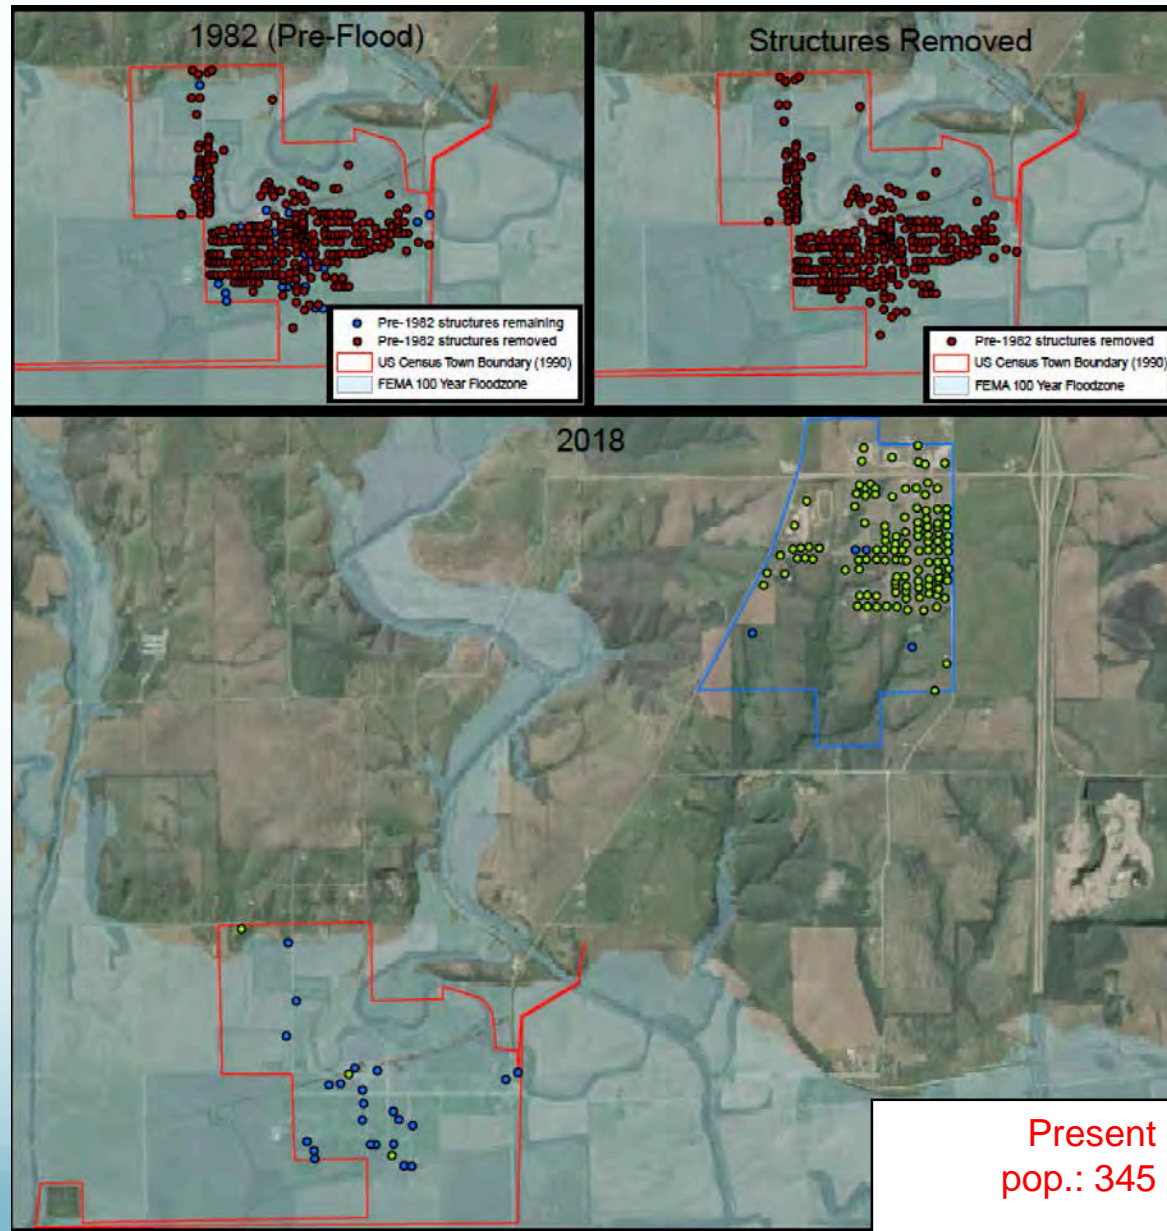 1982 (Pre-Flood)
Structures Removed
Pre-1982 structures remaining
Pre-1982 structures removed
US Census Town Boundary (1990)
FEMA 100 Year Floodzone
Pre-1982 structures removed
US Census Town Boundary (1990)
FEMA 100 Year Floodzone
2018
Present
pop.: 345